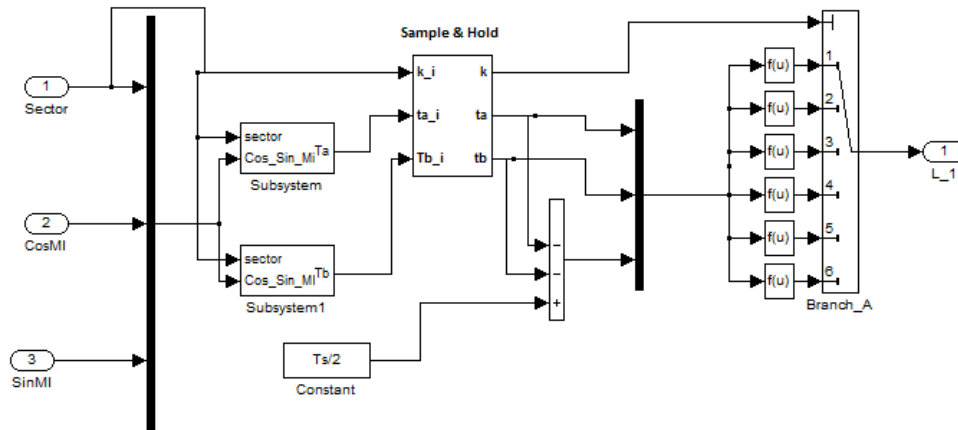 Sample & Hold
1
Sector
k_i
k
ta_i
ta
Tb_i
tb
sector
Cos_Sin_MI
Ta
Subsystem
2
CosMI
sector
Cos_Sin_MI
Tb
Subsystem1
3
SinMI
Ts/2
Constant
−
−
+
f(u)
f(u)
f(u)
f(u)
f(u)
f(u)
1
2
3
4
5
6
Branch_A
1
L_1